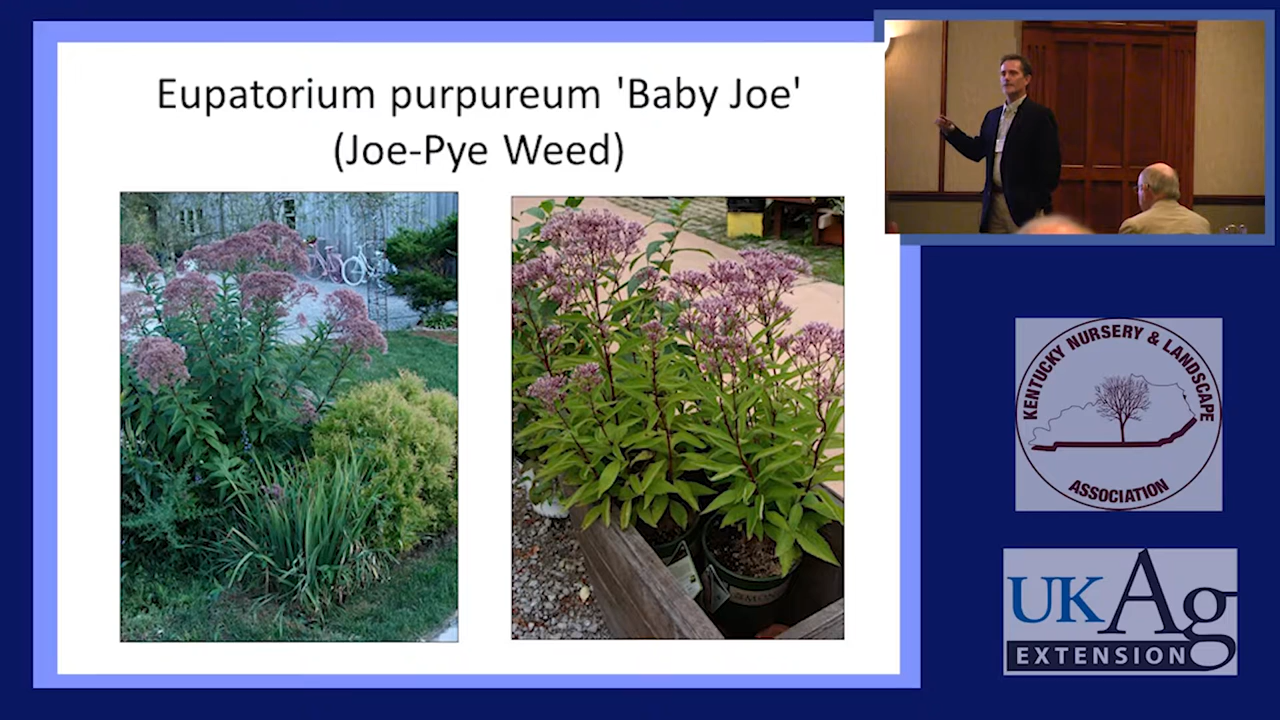 Eupatorium purpureum 'Baby Joe'
(Joe-Pye Weed)
KENTUCKY NURSERY & LANDSCAPE
ASSOCIATION
UKAg
EXTENSION